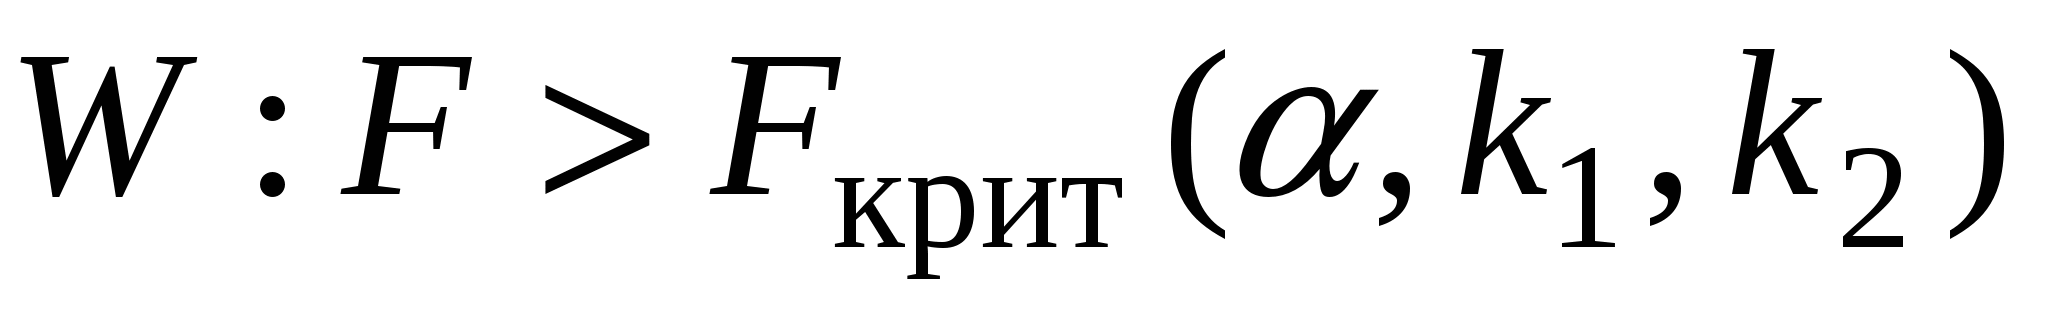 W : F > Fкрит (α, k₁, k₂)